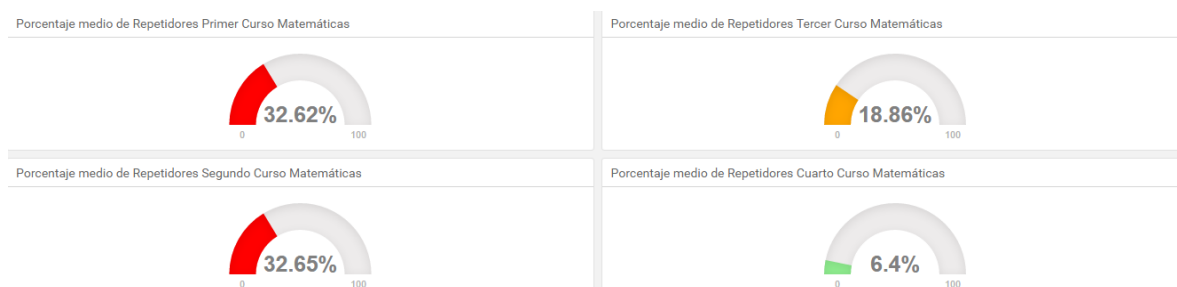 Porcentaje medio de Repetidores Primer Curso Matemáticas
32.62%
0 100
Porcentaje medio de Repetidores Tercer Curso Matemáticas
18.86%
0 100
Porcentaje medio de Repetidores Segundo Curso Matemáticas
32.65%
0 100
Porcentaje medio de Repetidores Cuarto Curso Matemáticas
6.4%
0 100